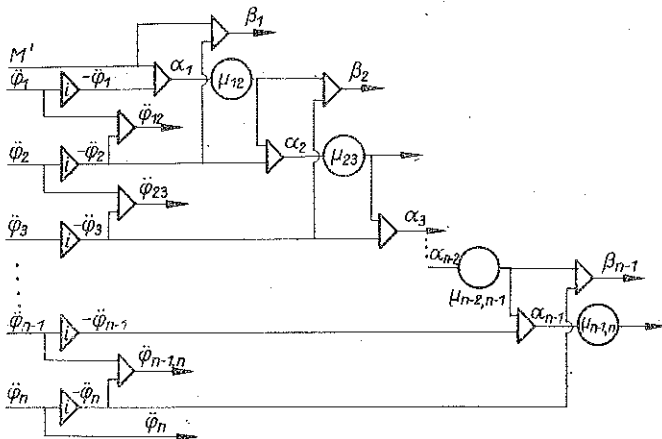 β₁
M'
α₁
φ̈₁
i
-φ̈₁
μ₁₂
β₂
φ̈₁₂
φ̈₂
i
-φ̈₂
α₂
μ₂₃
φ̈₂₃
φ̈₃
i
-φ̈₃
α₃
αₙ₋₂
μₙ₋₂,ₙ₋₁
βₙ₋₁
φ̈ₙ₋₁
i
-φ̈ₙ₋₁
αₙ₋₁
μₙ₋₁,ₙ
φ̈ₙ₋₁,ₙ
φ̈ₙ
i
-φ̈ₙ
φ̈ₙ